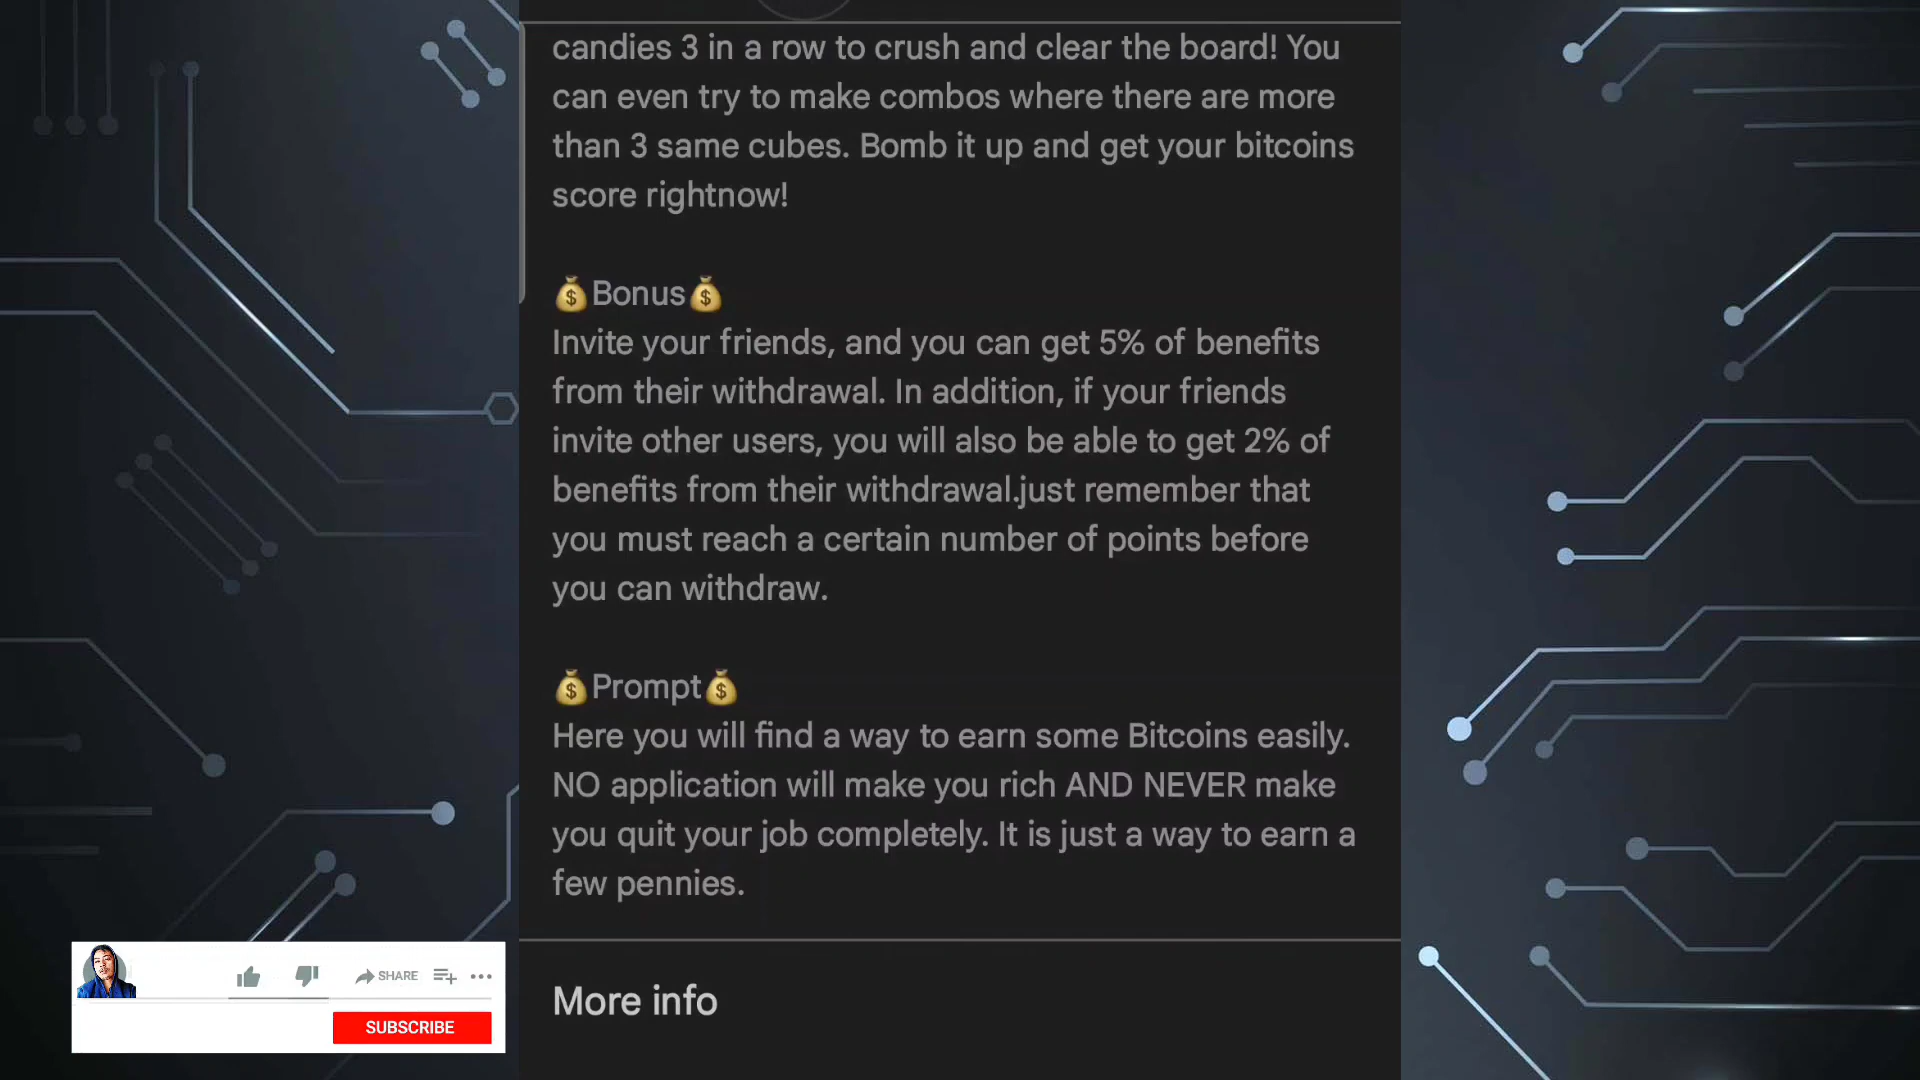 candies 3 in a row to crush and clear the board! You
can even try to make combos where there are more
than 3 same cubes. Bomb it up and get your bitcoins
score rightnow!
💰Bonus💰
Invite your friends, and you can get 5% of benefits
from their withdrawal. In addition, if your friends
invite other users, you will also be able to get 2% of
benefits from their withdrawal.just remember that
you must reach a certain number of points before
you can withdraw.
💰Prompt💰
Here you will find a way to earn some Bitcoins easily.
NO application will make you rich AND NEVER make
you quit your job completely. It is just a way to earn a
few pennies.
More info
SHARE
SUBSCRIBE